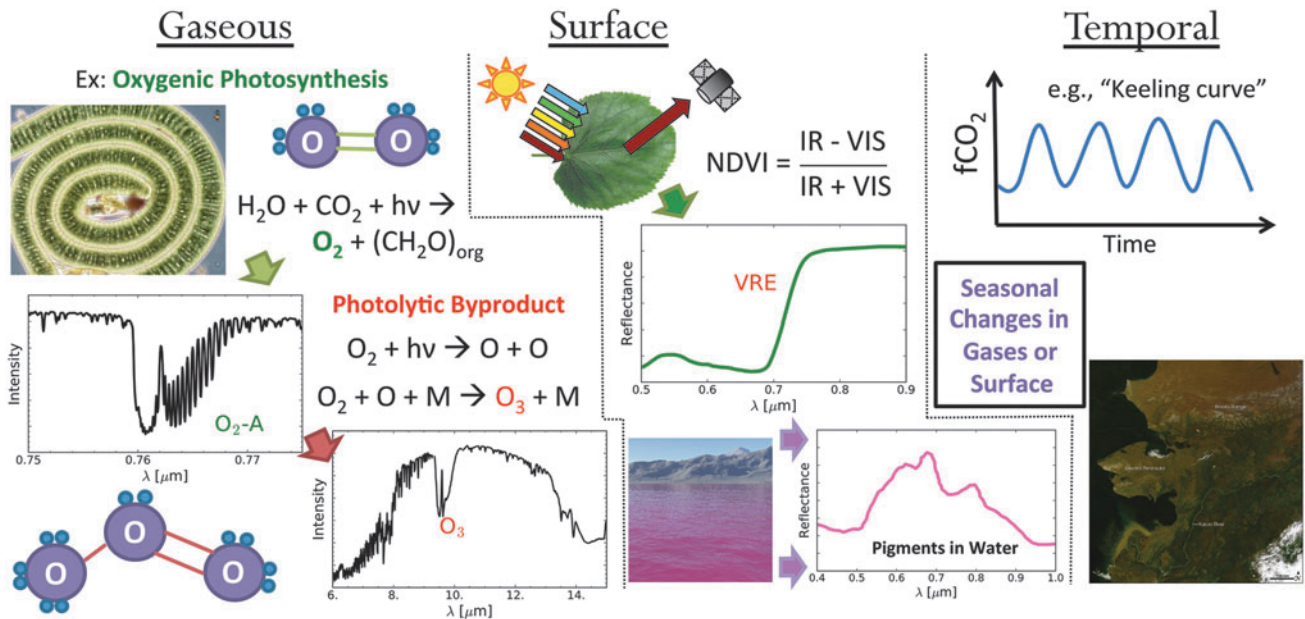 Gaseous
Ex: Oxygenic Photosynthesis
O O
H₂O + CO₂ + hν →
O₂ + (CH₂O)org
Intensity
O₂-A
0.75 0.76 0.77
λ [μm]
Photolytic Byproduct
O₂ + hν → O + O
O₂ + O + M → O₃ + M
Intensity
O₃
6. 8. 10. 12. 14.
λ [μm]
O O O
Surface
NDVI = IR - VIS
IR + VIS
Reflectance
VRE
0.5 0.6 0.7 0.8 0.9
λ [μm]
Reflectance
Pigments in Water
0.4 0.5 0.6 0.7 0.8 0.9 1.0
λ [μm]
Temporal
e.g., “Keeling curve”
fCO₂
Time
Seasonal
Changes in
Gases or
Surface